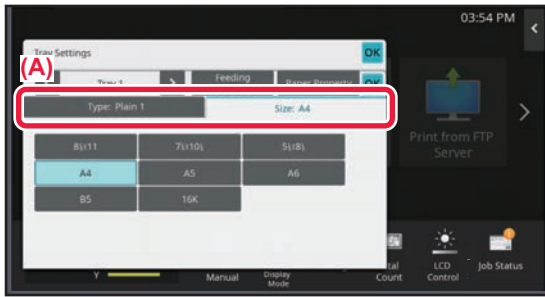 03:54 PM
Tray Settings
OK
(A)
Tray 1
Feeding
Paper Property
OK
Type: Plain 1
Size: A4
8½x11
7¼x10½
5½x8½
A4
A5
A6
B5
16K
Print from FTP
Server
Y
Manual
Display
Mode
tal
Count
LCD
Control
Job Status